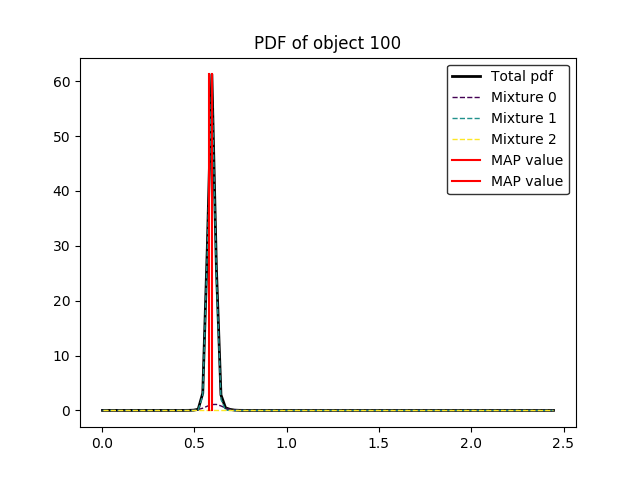 PDF of object 100
Total pdf
Mixture 0
Mixture 1
Mixture 2
MAP value
MAP value
60
50
40
30
20
10
0
0.0 0.5 1.0 1.5 2.0 2.5